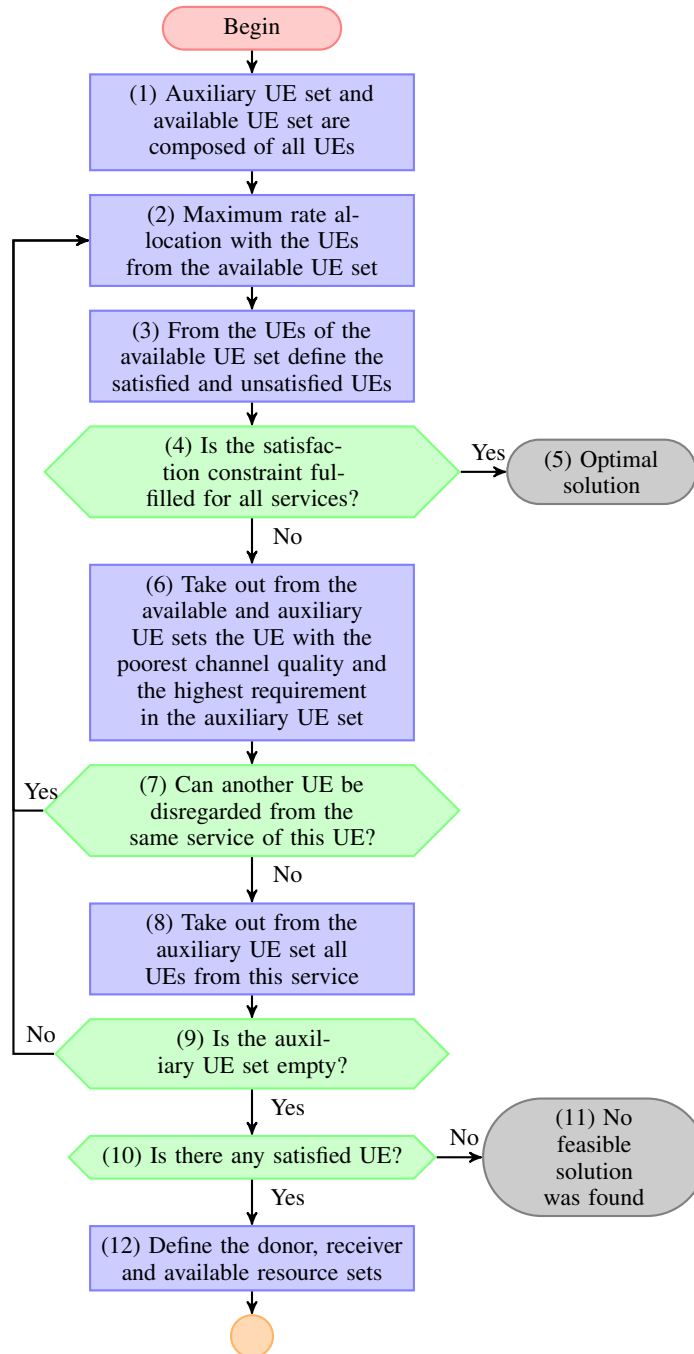 Begin
(1) Auxiliary UE set and
available UE set are
composed of all UEs
(2) Maximum rate al-
location with the UEs
from the available UE set
(3) From the UEs of the
available UE set define the
satisfied and unsatisfied UEs
(4) Is the satisfac-
tion constraint ful-
filled for all services?
Yes
(5) Optimal
solution
No
(6) Take out from the
available and auxiliary
UE sets the UE with the
poorest channel quality and
the highest requirement
in the auxiliary UE set
(7) Can another UE be
disregarded from the
same service of this UE?
Yes
No
(8) Take out from the
auxiliary UE set all
UEs from this service
(9) Is the auxil-
iary UE set empty?
No
Yes
(10) Is there any satisfied UE?
No
(11) No
feasible
solution
was found
Yes
(12) Define the donor, receiver
and available resource sets